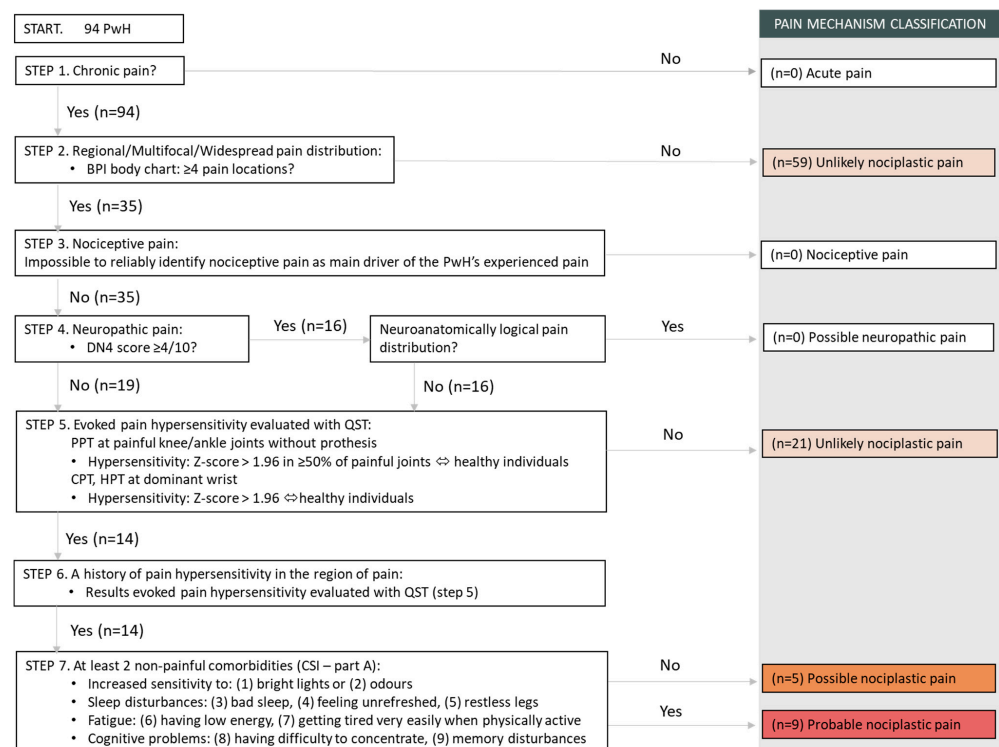 START. 94 PwH
PAIN MECHANISM CLASSIFICATION
STEP 1. Chronic pain?
No
(n=0) Acute pain
Yes (n=94)
STEP 2. Regional/Multifocal/Widespread pain distribution:
• BPI body chart: ≥4 pain locations?
No
(n=59) Unlikely nociplastic pain
Yes (n=35)
STEP 3. Nociceptive pain:
Impossible to reliably identify nociceptive pain as main driver of the PwH's experienced pain
(n=0) Nociceptive pain
No (n=35)
STEP 4. Neuropathic pain:
• DN4 score ≥4/10?
Yes (n=16)
Neuroanatomically logical pain
distribution?
Yes
(n=0) Possible neuropathic pain
No (n=19)
No (n=16)
STEP 5. Evoked pain hypersensitivity evaluated with QST:
PPT at painful knee/ankle joints without prothesis
• Hypersensitivity: Z-score > 1.96 in ≥50% of painful joints ⇔ healthy individuals
CPT, HPT at dominant wrist
• Hypersensitivity: Z-score > 1.96 ⇔ healthy individuals
No
(n=21) Unlikely nociplastic pain
Yes (n=14)
STEP 6. A history of pain hypersensitivity in the region of pain:
• Results evoked pain hypersensitivity evaluated with QST (step 5)
Yes (n=14)
STEP 7. At least 2 non-painful comorbidities (CSI – part A):
• Increased sensitivity to: (1) bright lights or (2) odours
• Sleep disturbances: (3) bad sleep, (4) feeling unrefreshed, (5) restless legs
• Fatigue: (6) having low energy, (7) getting tired very easily when physically active
• Cognitive problems: (8) having difficulty to concentrate, (9) memory disturbances
No
(n=5) Possible nociplastic pain
Yes
(n=9) Probable nociplastic pain